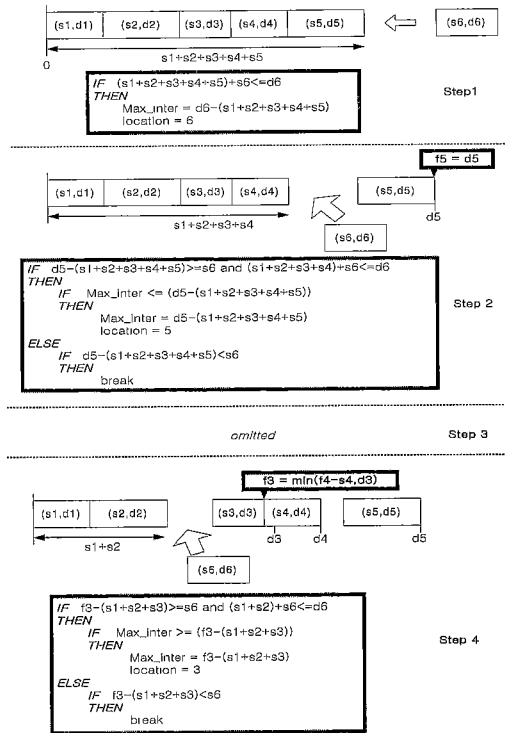 (s1,d1) (s2,d2) (s3,d3) (s4,d4) (s5,d5) (s6,d6)
0 s1+s2+s3+s4+s5
IF (s1+s2+s3+s4+s5)+s6<=d6
THEN
Max_inter = d6-(s1+s2+s3+s4+s5)
location = 6
Step1
f5 = d5
(s1,d1) (s2,d2) (s3,d3) (s4,d4) (s5,d5)
d5
s1+s2+s3+s4
(s6,d6)
IF d5-(s1+s2+s3+s4+s5)>=s6 and (s1+s2+s3+s4)+s6<=d6
THEN
IF Max_inter <= (d5-(s1+s2+s3+s4+s5))
THEN
Max_inter = d5-(s1+s2+s3+s4+s5)
location = 5
ELSE
IF d5-(s1+s2+s3+s4+s5)<s6
THEN
break
Step 2
omitted Step 3
f3 = min(f4-s4,d3)
(s1,d1) (s2,d2) (s3,d3) (s4,d4) (s5,d5)
d3 d4 d5
s1+s2
(s6,d6)
IF f3-(s1+s2+s3)>=s6 and (s1+s2)+s6<=d6
THEN
IF Max_inter >= (f3-(s1+s2+s3))
THEN
Max_inter = f3-(s1+s2+s3)
location = 3
ELSE
IF f3-(s1+s2+s3)<s6
THEN
break
Step 4